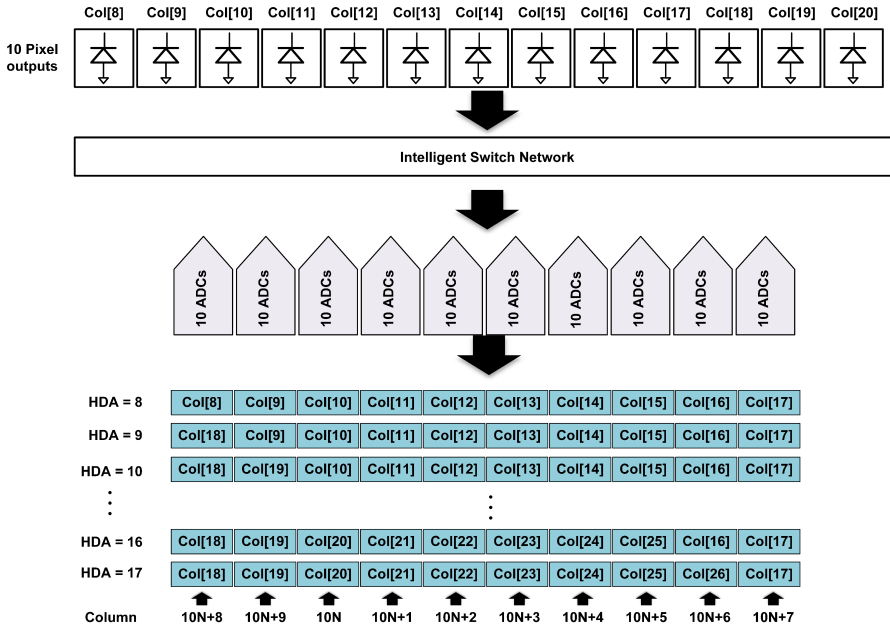 Col[8] Col[9] Col[10] Col[11] Col[12] Col[13] Col[14] Col[15] Col[16] Col[17] Col[18] Col[19] Col[20]
10 Pixel
outputs
Intelligent Switch Network
10 ADCs 10 ADCs 10 ADCs 10 ADCs 10 ADCs 10 ADCs 10 ADCs 10 ADCs 10 ADCs 10 ADCs
HDA = 8 Col[8] Col[9] Col[10] Col[11] Col[12] Col[13] Col[14] Col[15] Col[16] Col[17]
HDA = 9 Col[18] Col[9] Col[10] Col[11] Col[12] Col[13] Col[14] Col[15] Col[16] Col[17]
HDA = 10 Col[18] Col[19] Col[10] Col[11] Col[12] Col[13] Col[14] Col[15] Col[16] Col[17]
HDA = 16 Col[18] Col[19] Col[20] Col[21] Col[22] Col[23] Col[24] Col[25] Col[16] Col[17]
HDA = 17 Col[18] Col[19] Col[20] Col[21] Col[22] Col[23] Col[24] Col[25] Col[26] Col[17]
Column 10N+8 10N+9 10N 10N+1 10N+2 10N+3 10N+4 10N+5 10N+6 10N+7